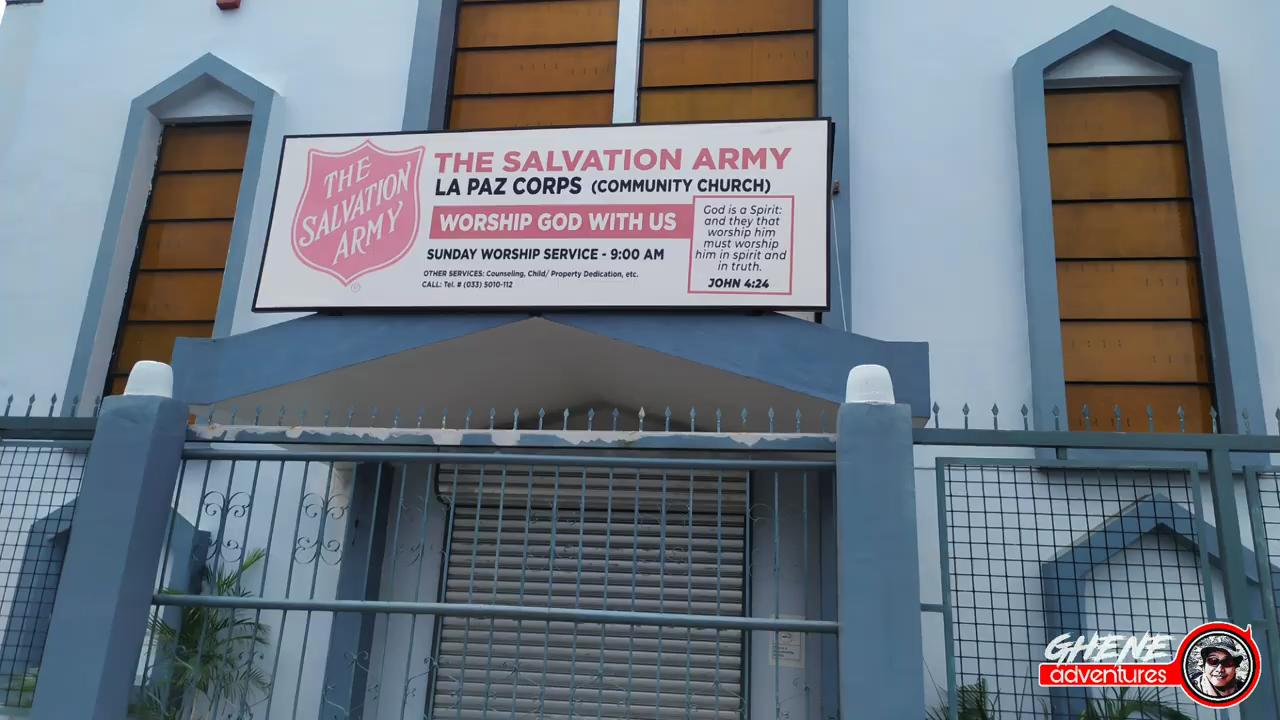 THE
SALVATION
ARMY
®
THE SALVATION ARMY
LA PAZ CORPS (COMMUNITY CHURCH)
WORSHIP GOD WITH US
SUNDAY WORSHIP SERVICE - 9:00 AM
OTHER SERVICES: Counseling, Child/ Property Dedication, etc.
CALL: Tel. # (033) 5010-112
God is a Spirit:
and they that
worship him
must worship
him in spirit and
in truth.
JOHN 4:24
GHENE
adventures